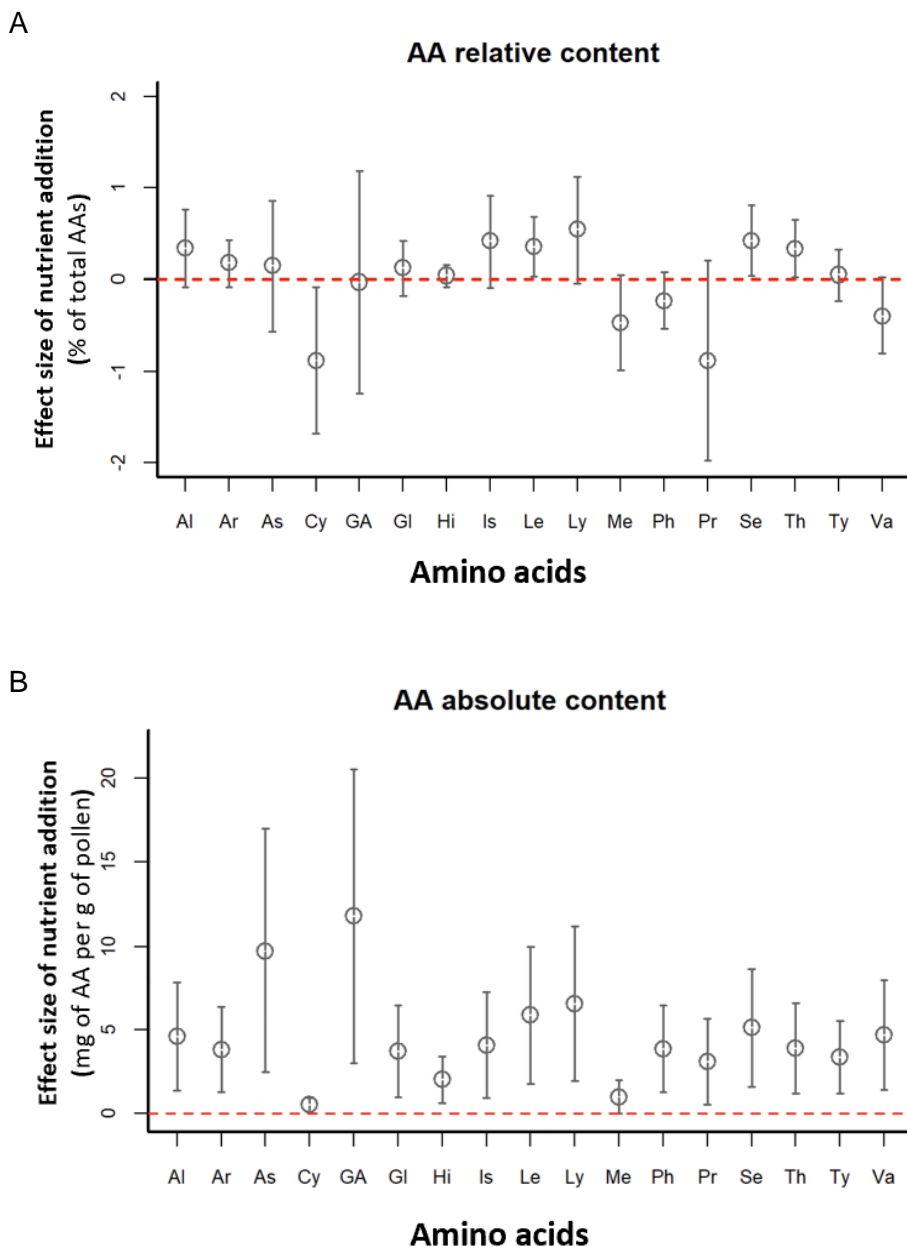 A
AA relative content
Effect size of nutrient addition
(% of total AAs)
2
1
0
-1
-2
Al Ar As Cy GA Gl Hi Is Le Ly Me Ph Pr Se Th Ty Va
Amino acids
B
AA absolute content
Effect size of nutrient addition
(mg of AA per g of pollen)
20
15
10
5
0
Al Ar As Cy GA Gl Hi Is Le Ly Me Ph Pr Se Th Ty Va
Amino acids